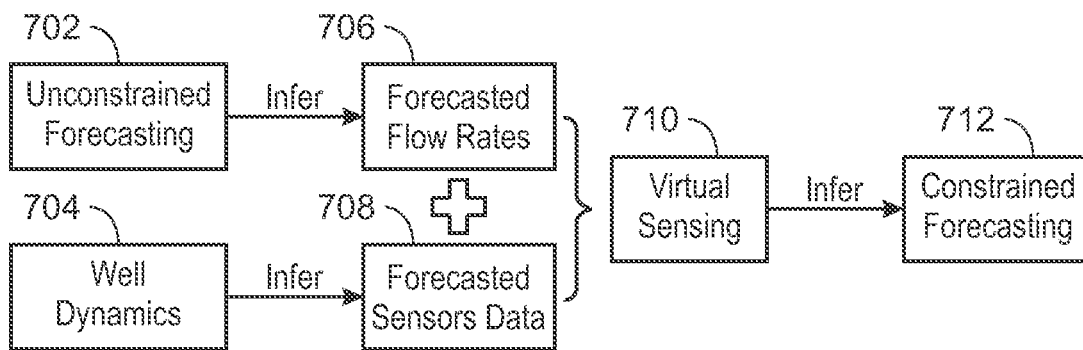 702
Unconstrained
Forecasting
Infer
706
Forecasted
Flow Rates
704
Well
Dynamics
Infer
708
Forecasted
Sensors Data
710
Virtual
Sensing
Infer
712
Constrained
Forecasting